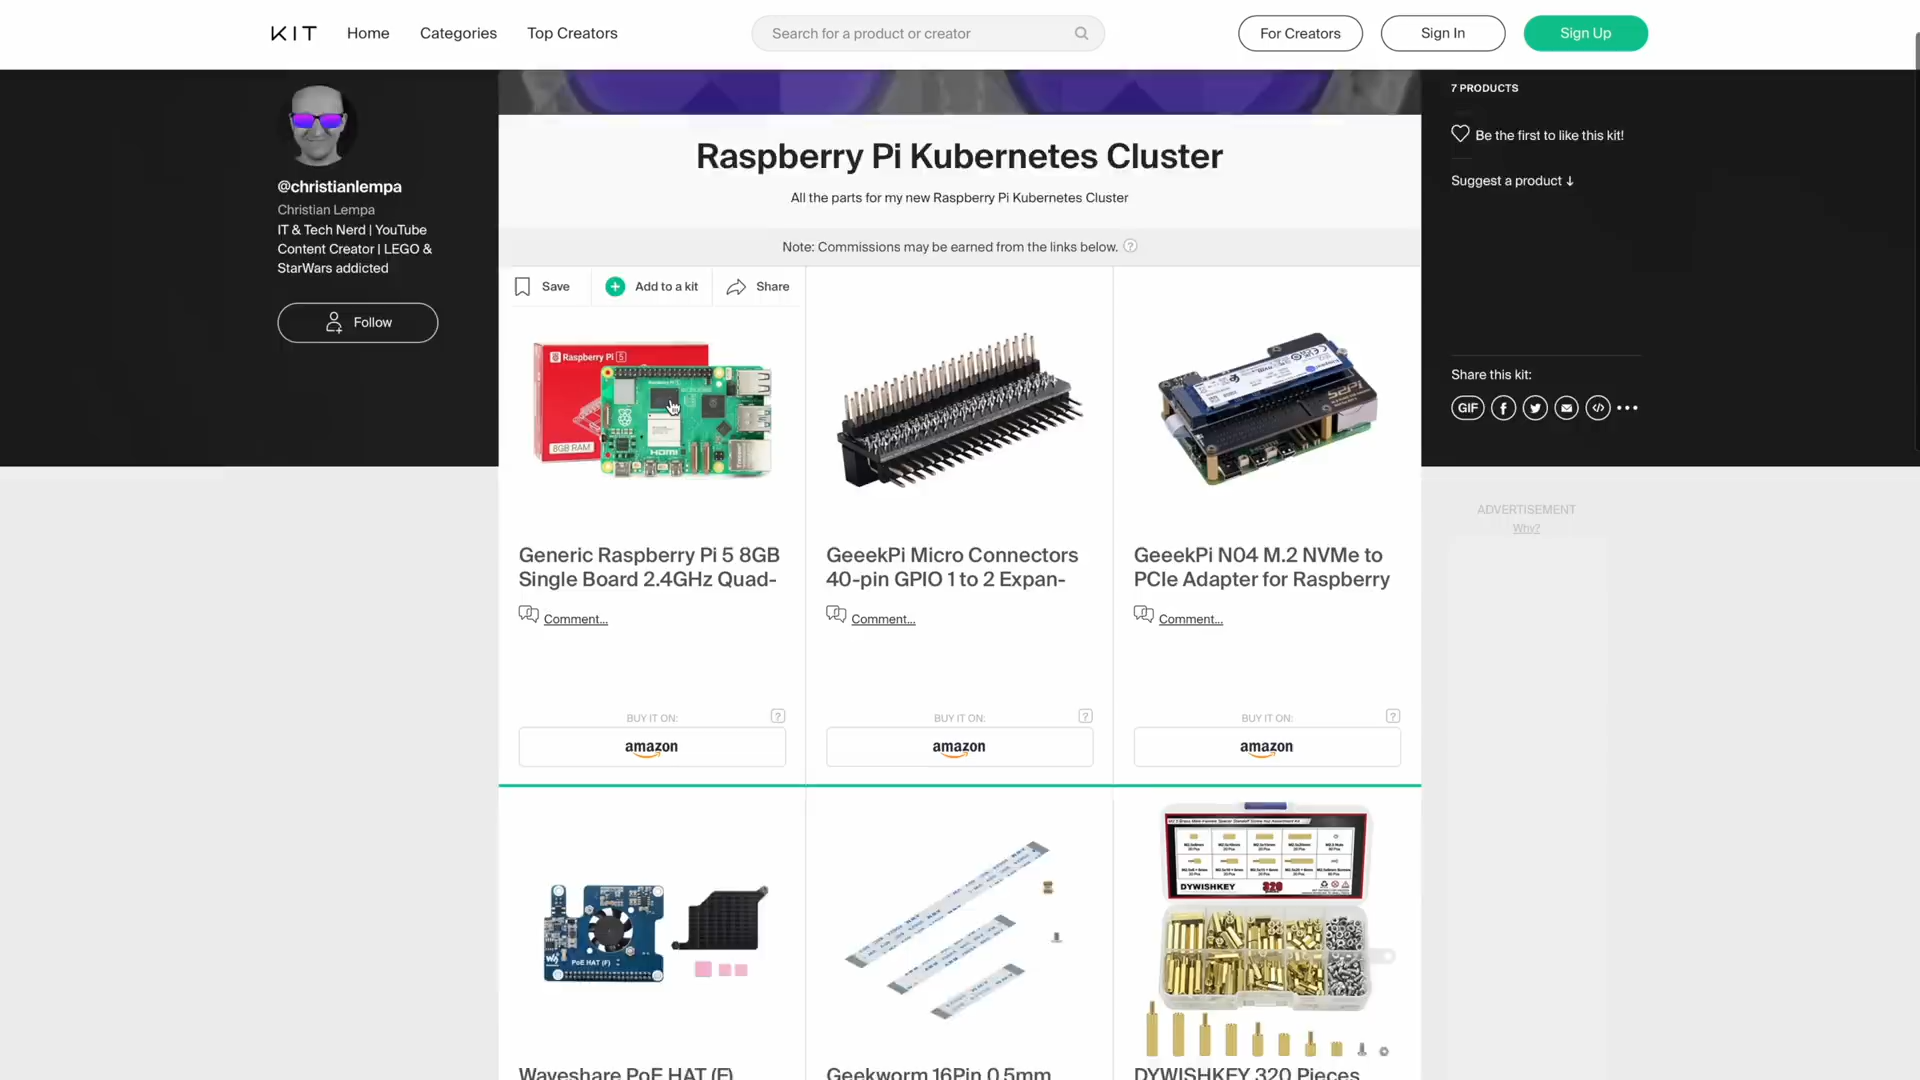 KIT
Home
Categories
Top Creators
Search for a product or creator
For Creators
Sign In
Sign Up
@christianlempa
Christian Lempa
IT & Tech Nerd | YouTube
Content Creator | LEGO &
StarWars addicted
Follow
Raspberry Pi Kubernetes Cluster
All the parts for my new Raspberry Pi Kubernetes Cluster
Note: Commissions may be earned from the links below. ?
7 PRODUCTS
Be the first to like this kit!
Suggest a product ↓
Share this kit:
GIF
ADVERTISEMENT
Why?
Save
Add to a kit
Share
Raspberry Pi 5
8GB RAM
HDMI
Generic Raspberry Pi 5 8GB
Single Board 2.4GHz Quad-
Comment...
BUY IT ON:
?
amazon
GeeekPi Micro Connectors
40-pin GPIO 1 to 2 Expan-
Comment...
BUY IT ON:
?
amazon
52Pi
GeeekPi N04 M.2 NVMe to
PCIe Adapter for Raspberry
Comment...
BUY IT ON:
?
amazon
PoE HAT (F)
Waveshare PoE HAT (F)
Geekworm 16Pin 0.5mm
DYWISHKEY
320
DYWISHKEY 320 Pieces